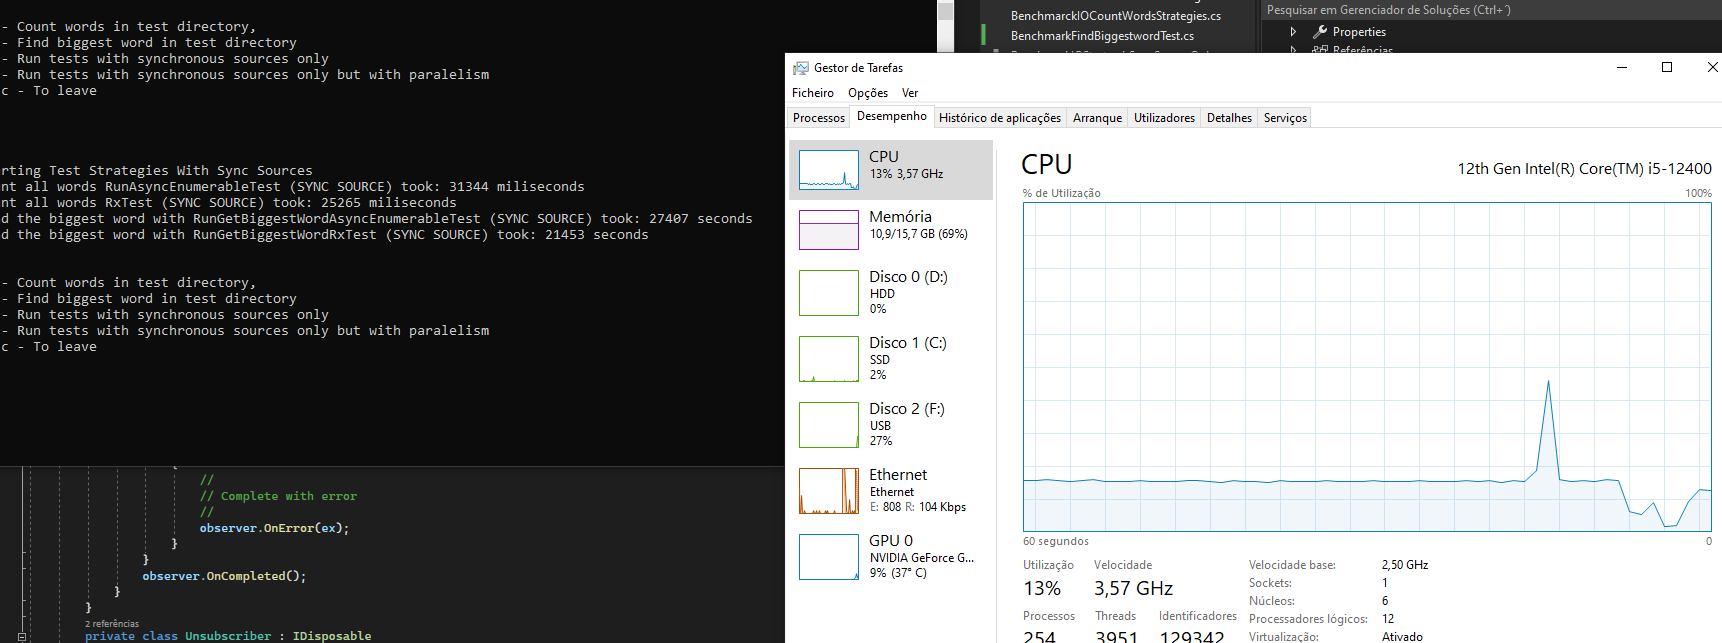 - Count words in test directory,
- Find biggest word in test directory
- Run tests with synchronous sources only
- Run tests with synchronous sources only but with paralelism
c - To leave
rting Test Strategies With Sync Sources
nt all words RunAsyncEnumerableTest (SYNC SOURCE) took: 31344 miliseconds
nt all words RxTest (SYNC SOURCE) took: 25265 miliseconds
d the biggest word with RunGetBiggestWordAsyncEnumerableTest (SYNC SOURCE) took: 27407 seconds
d the biggest word with RunGetBiggestWordRxTest (SYNC SOURCE) took: 21453 seconds
- Count words in test directory,
- Find biggest word in test directory
- Run tests with synchronous sources only
- Run tests with synchronous sources only but with paralelism
c - To leave
//
// Complete with error
//
observer.OnError(ex);
}
}
observer.OnCompleted();
}
}
2 referências
private class Unsubscriber : IDisposable
BenchmarckIOCountWordsStrategies.cs
BenchmarkFindBiggestwordTest.cs
Pesquisar em Gerenciador de Soluções (Ctrl+´)
Properties
Referências
Gestor de Tarefas
Ficheiro Opções Ver
Processos Desempenho Histórico de aplicações Arranque Utilizadores Detalhes Serviços
CPU
13% 3,57 GHz
Memória
10,9/15,7 GB (69%)
Disco 0 (D:)
HDD
0%
Disco 1 (C:)
SSD
2%
Disco 2 (F:)
USB
27%
Ethernet
Ethernet
E: 808 R: 104 Kbps
GPU 0
NVIDIA GeForce G...
9% (37° C)
CPU
12th Gen Intel(R) Core(TM) i5-12400
% de Utilização 100%
60 segundos 0
Utilização Velocidade
13% 3,57 GHz
Processos Threads Identificadores
254 3951 129342
Velocidade base: 2,50 GHz
Sockets: 1
Núcleos: 6
Processadores lógicos: 12
Virtualização: Ativado